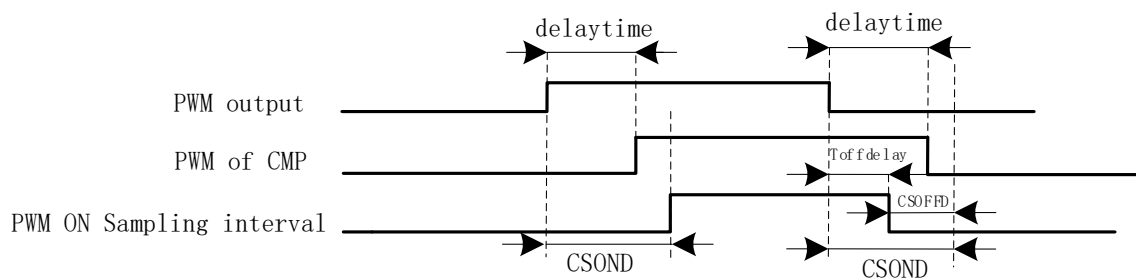 delaytime
delaytime
PWM output
PWM of CMP
Toffdelay
PWM ON Sampling interval
CSOFFD
CSOND
CSOND